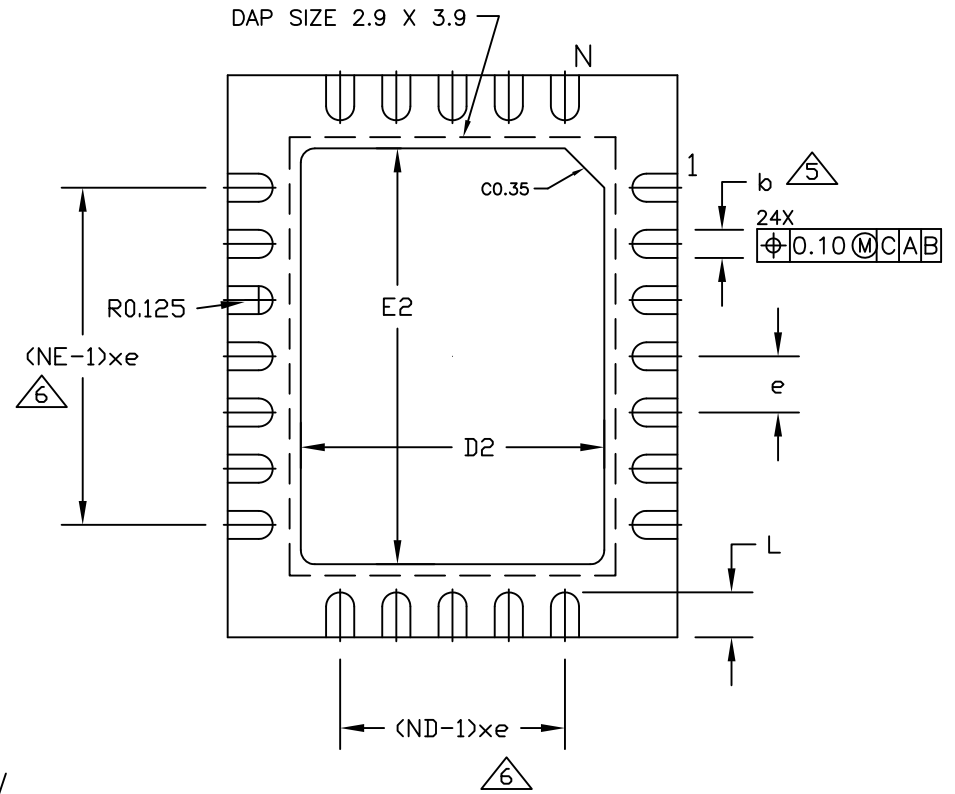 DAP SIZE 2.9 X 3.9
N
1
C0.35
b
5
24X
⌖ 0.10 Ⓜ C A B
E2
R0.125
(NE-1)xe
6
e
D2
L
(ND-1)xe
6